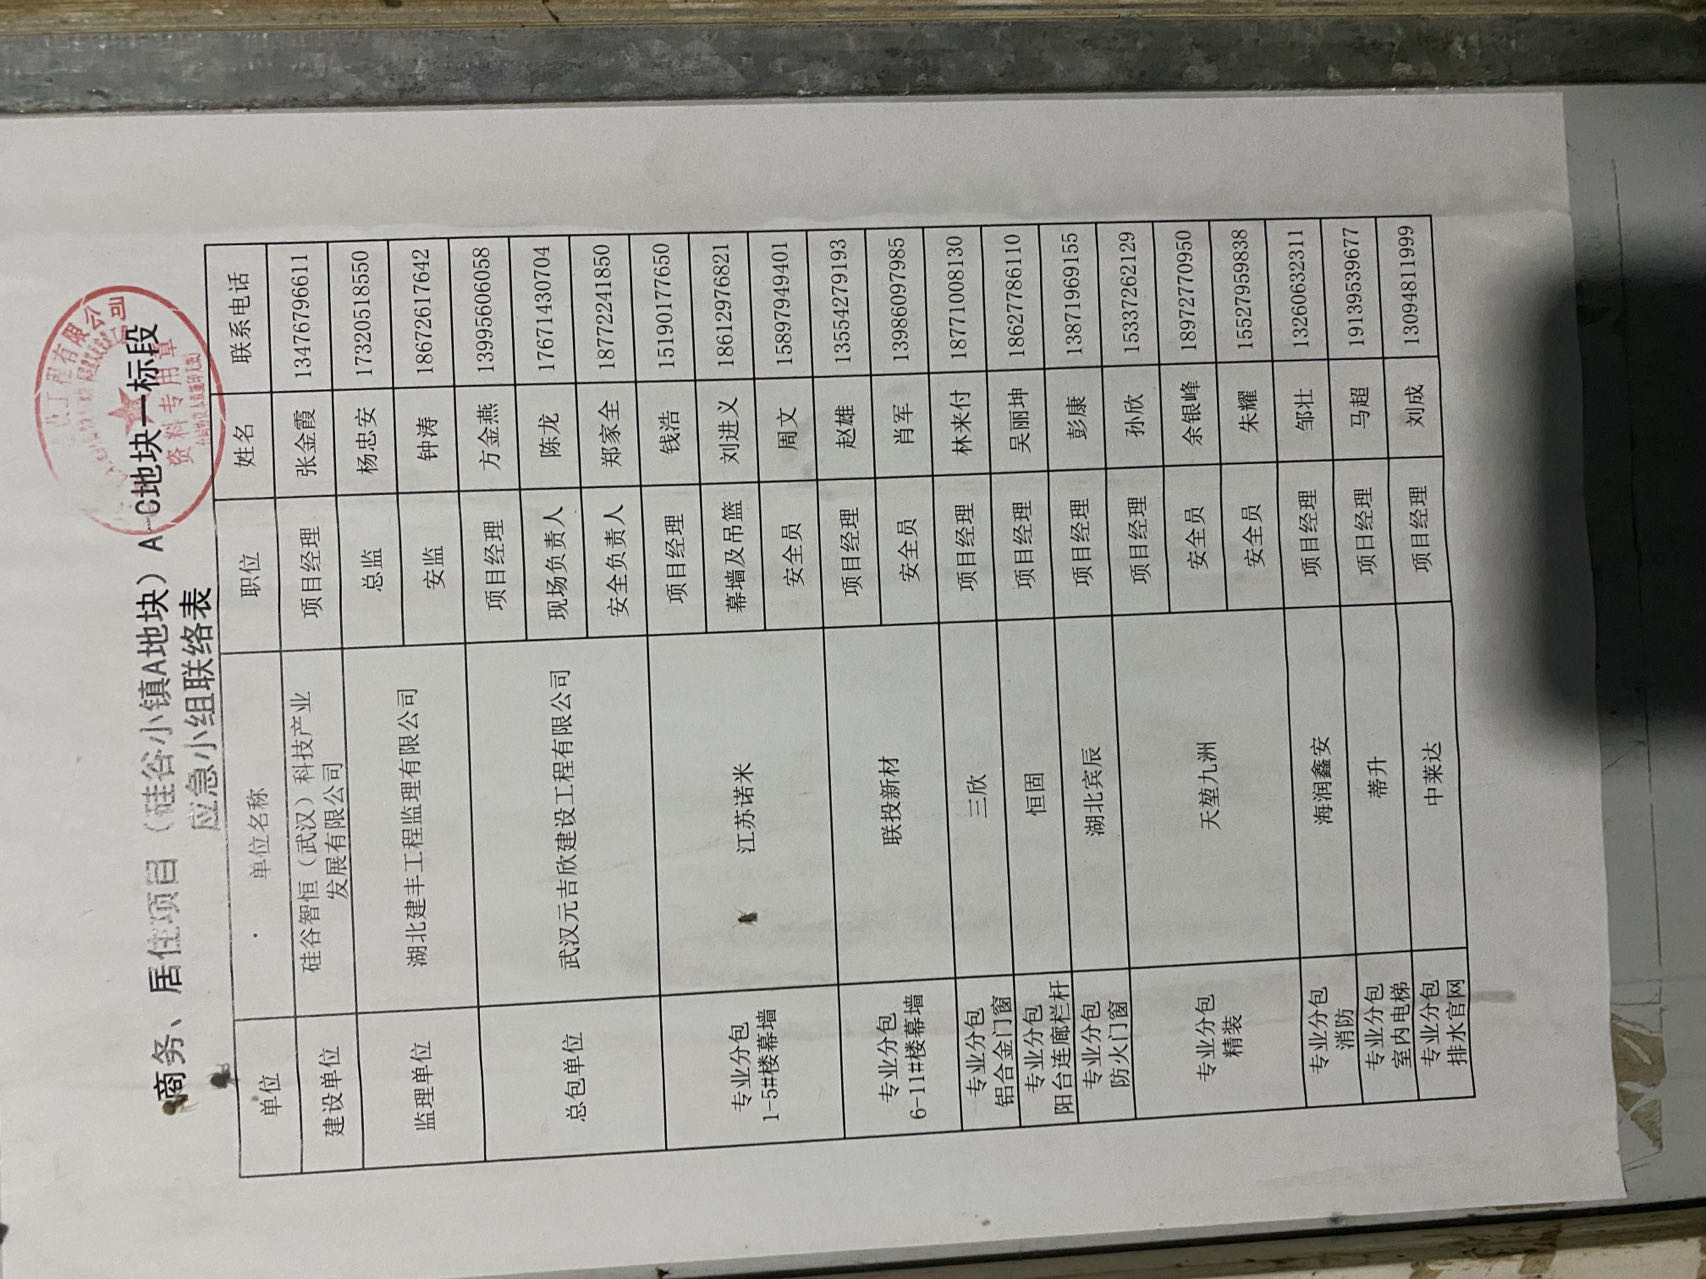 设工程有限公司
资料专用章
商务、居住项目（硅谷小镇A地块）A-C地块一标段
应急小组联络表
单位 单位名称 职位 姓名 联系电话
建设单位 硅谷智恒（武汉）科技产业 项目经理 张金霞 13476796611
发展有限公司
监理单位 湖北建丰工程监理有限公司 总监 杨忠安 17320518550
安监 钟涛 18672617642
总包单位 武汉元吉欣建设工程有限公司 项目经理 方金燕 13995606058
现场负责人 陈龙 17671430704
安全负责人 郑家全 18772241850
专业分包 江苏诺米 项目经理 钱浩 15190177650
1-5#楼幕墙 幕墙及吊篮 刘进义 18612976821
安全员 周文 15897949401
专业分包 联投新材 项目经理 赵雄 13554279193
6-11#楼幕墙 安全员 肖军 13986097985
专业分包 三欣 项目经理 林来付 18771008130
铝合金门窗
专业分包 恒固 项目经理 吴丽坤 18627786110
阳台连廊栏杆
专业分包 湖北宾辰 项目经理 彭康 13871969155
防火门窗
专业分包 天堃九洲 项目经理 孙欣 15337262129
精装 安全员 余银峰 18972770950
安全员 朱耀 15527959838
专业分包 海润鑫安 项目经理 邹壮 13260632311
消防
专业分包 蒂升 项日经理 马超 19139539677
室内电梯
专业分包 中莱达 项目经理 刘成 13094811999
排水官网